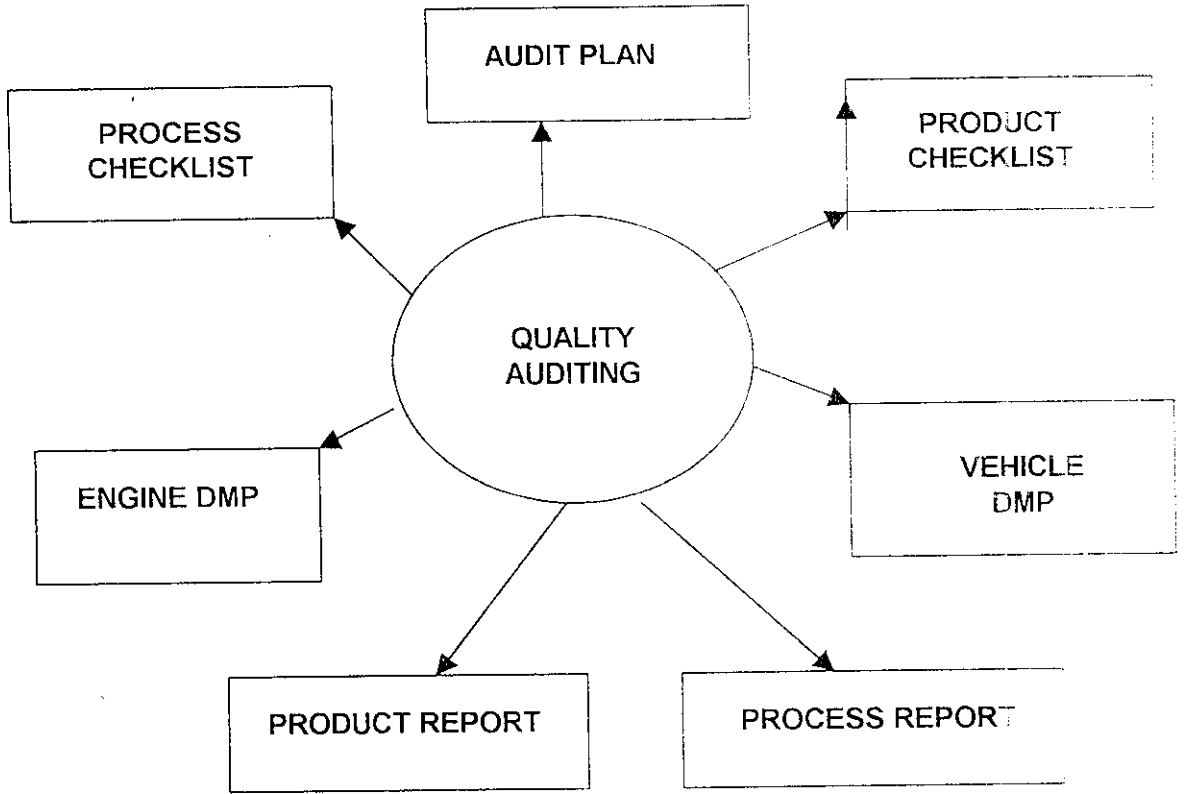 AUDIT PLAN
PROCESS
CHECKLIST
PRODUCT
CHECKLIST
QUALITY
AUDITING
ENGINE DMP
VEHICLE
DMP
PRODUCT REPORT
PROCESS REPORT